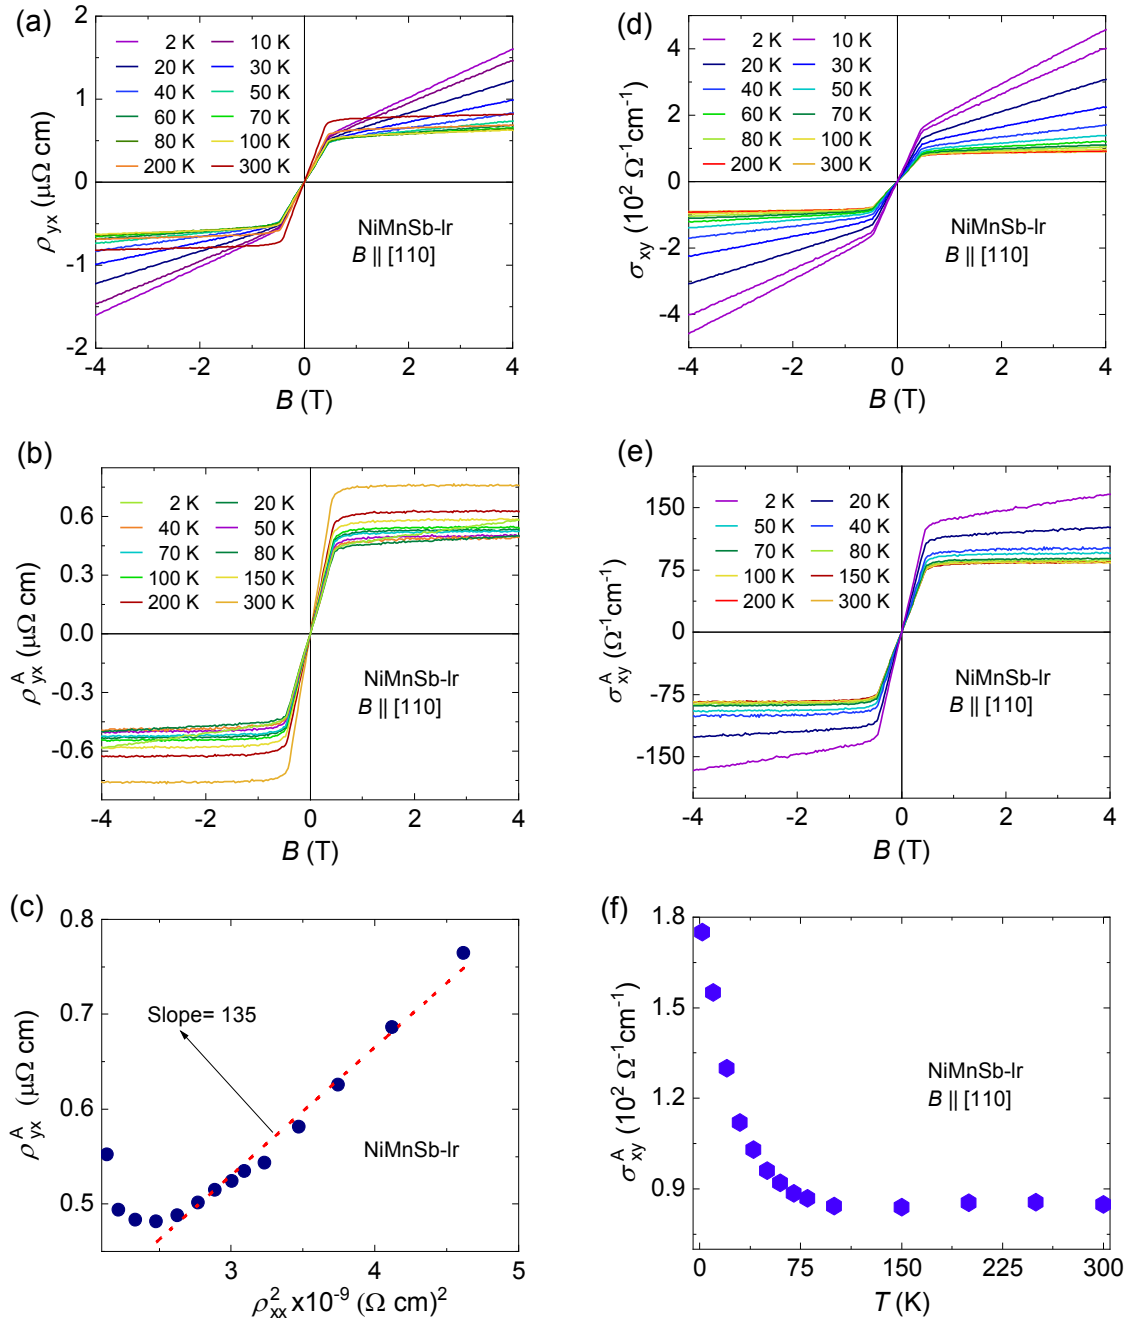 (a)
2
1
0
-1
-2
ρyx (μΩ cm)
2 K 10 K
20 K 30 K
40 K 50 K
60 K 70 K
80 K 100 K
200 K 300 K
NiMnSb-lr
B || [110]
-4 -2 0 2 4
B (T)
(d)
4
2
0
-2
-4
σxy (10² Ω⁻¹cm⁻¹)
2 K 10 K
20 K 30 K
40 K 50 K
60 K 70 K
80 K 100 K
200 K 300 K
NiMnSb-lr
B || [110]
-4 -2 0 2 4
B (T)
(b)
0.6
0.3
0.0
-0.3
-0.6
ρᴬyx (μΩ cm)
2 K 20 K
40 K 50 K
70 K 80 K
100 K 150 K
200 K 300 K
NiMnSb-lr
B || [110]
-4 -2 0 2 4
B (T)
(e)
150
75
0
-75
-150
σᴬxy (Ω⁻¹cm⁻¹)
2 K 20 K
50 K 40 K
70 K 80 K
100 K 150 K
200 K 300 K
NiMnSb-lr
B || [110]
-4 -2 0 2 4
B (T)
(c)
0.8
0.7
0.6
0.5
ρᴬyx (μΩ cm)
Slope= 135
NiMnSb-lr
3 4 5
ρ²xx x10⁻⁹ (Ω cm)²
(f)
1.8
1.5
1.2
0.9
σᴬxy (10² Ω⁻¹cm⁻¹)
NiMnSb-lr
B || [110]
0 75 150 225 300
T (K)